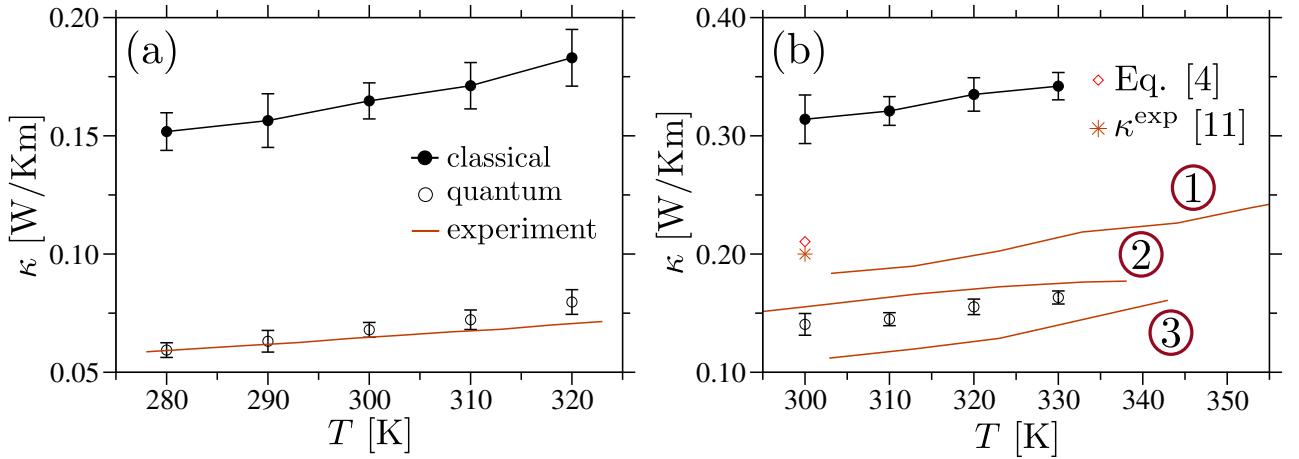 (a)
0.20
0.15
0.10
0.05
κ [W/Km]
classical
quantum
experiment
280 290 300 310 320
T [K]
(b)
0.40
0.30
0.20
0.10
κ [W/Km]
Eq. [4]
κ^exp [11]
1
2
3
300 310 320 330 340 350
T [K]